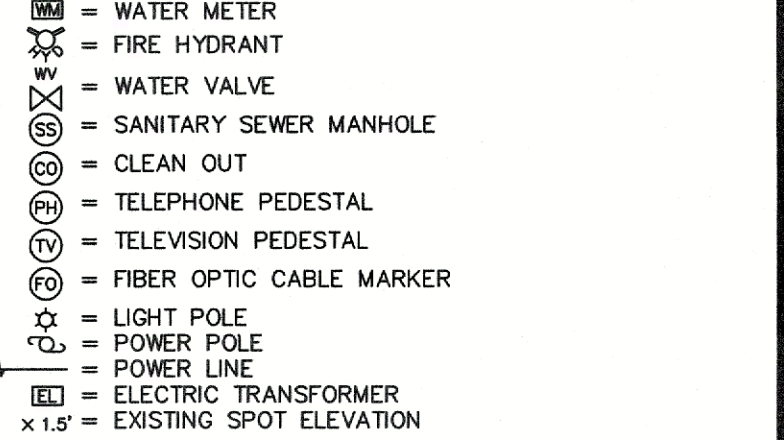 WM = WATER METER
= FIRE HYDRANT
WV
= WATER VALVE
SS = SANITARY SEWER MANHOLE
CO = CLEAN OUT
PH = TELEPHONE PEDESTAL
TV = TELEVISION PEDESTAL
FO = FIBER OPTIC CABLE MARKER
= LIGHT POLE
= POWER POLE
= POWER LINE
EL = ELECTRIC TRANSFORMER
X 1.5' = EXISTING SPOT ELEVATION